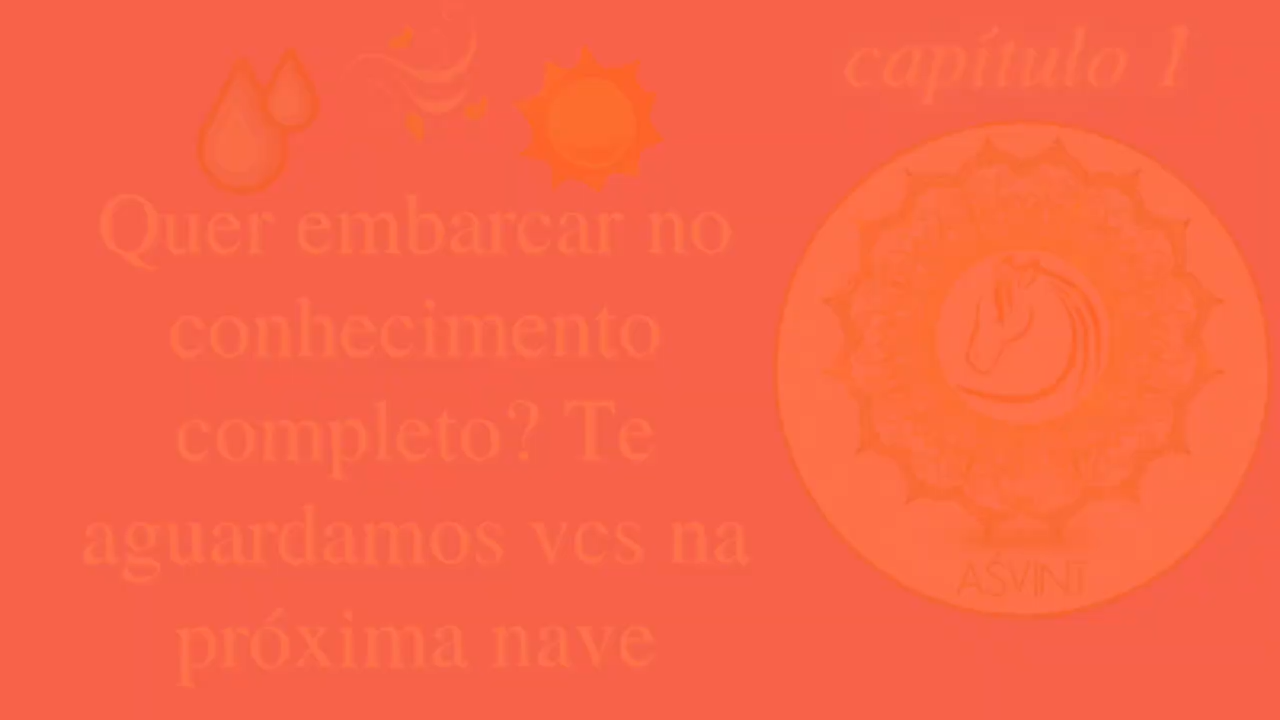 capítulo 1
Quer embarcar no
conhecimento
completo? Te
aguardamos vcs na
próxima nave
AŚVINI